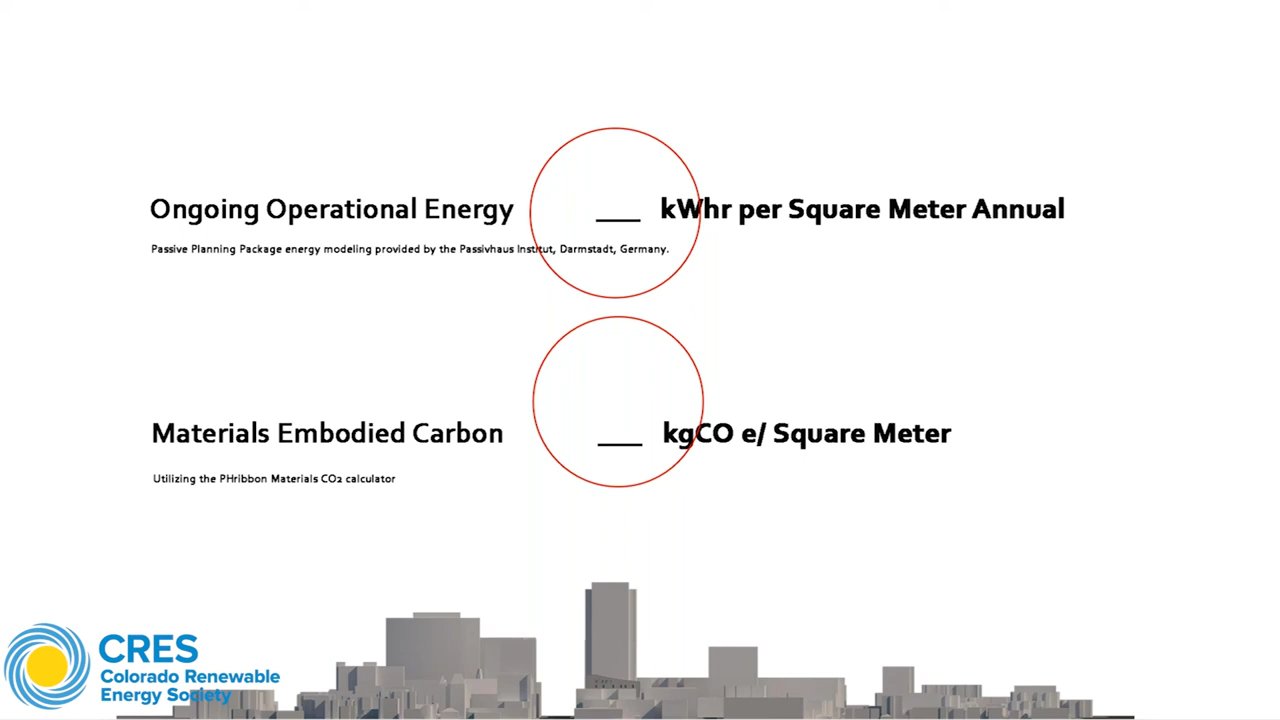 Ongoing Operational Energy ___ kWhr per Square Meter Annual
Passive Planning Package energy modeling provided by the Passivhaus Institut, Darmstadt, Germany.
Materials Embodied Carbon ___ kgCO e/ Square Meter
Utilizing the PHribbon Materials CO2 calculator
CRES
Colorado Renewable
Energy Society